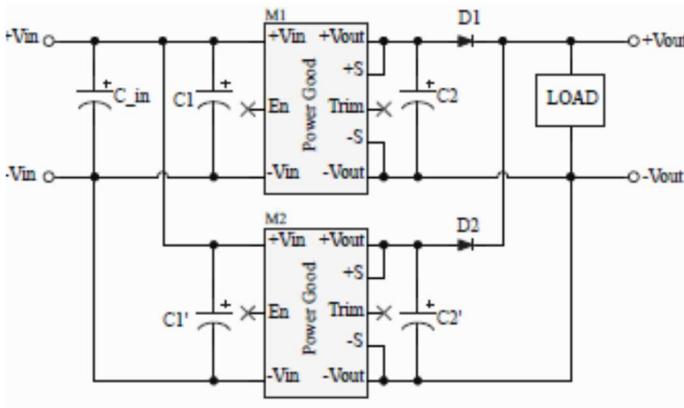 M1
D1
+Vin
+Vin
+Vout
+Vout
+S
C_in
C1
C2
LOAD
En
Trim
Power Good
-S
-Vin
-Vin
-Vout
-Vout
M2
D2
+Vin
+Vout
+S
C1'
En
Trim
C2'
Power Good
-S
-Vin
-Vout